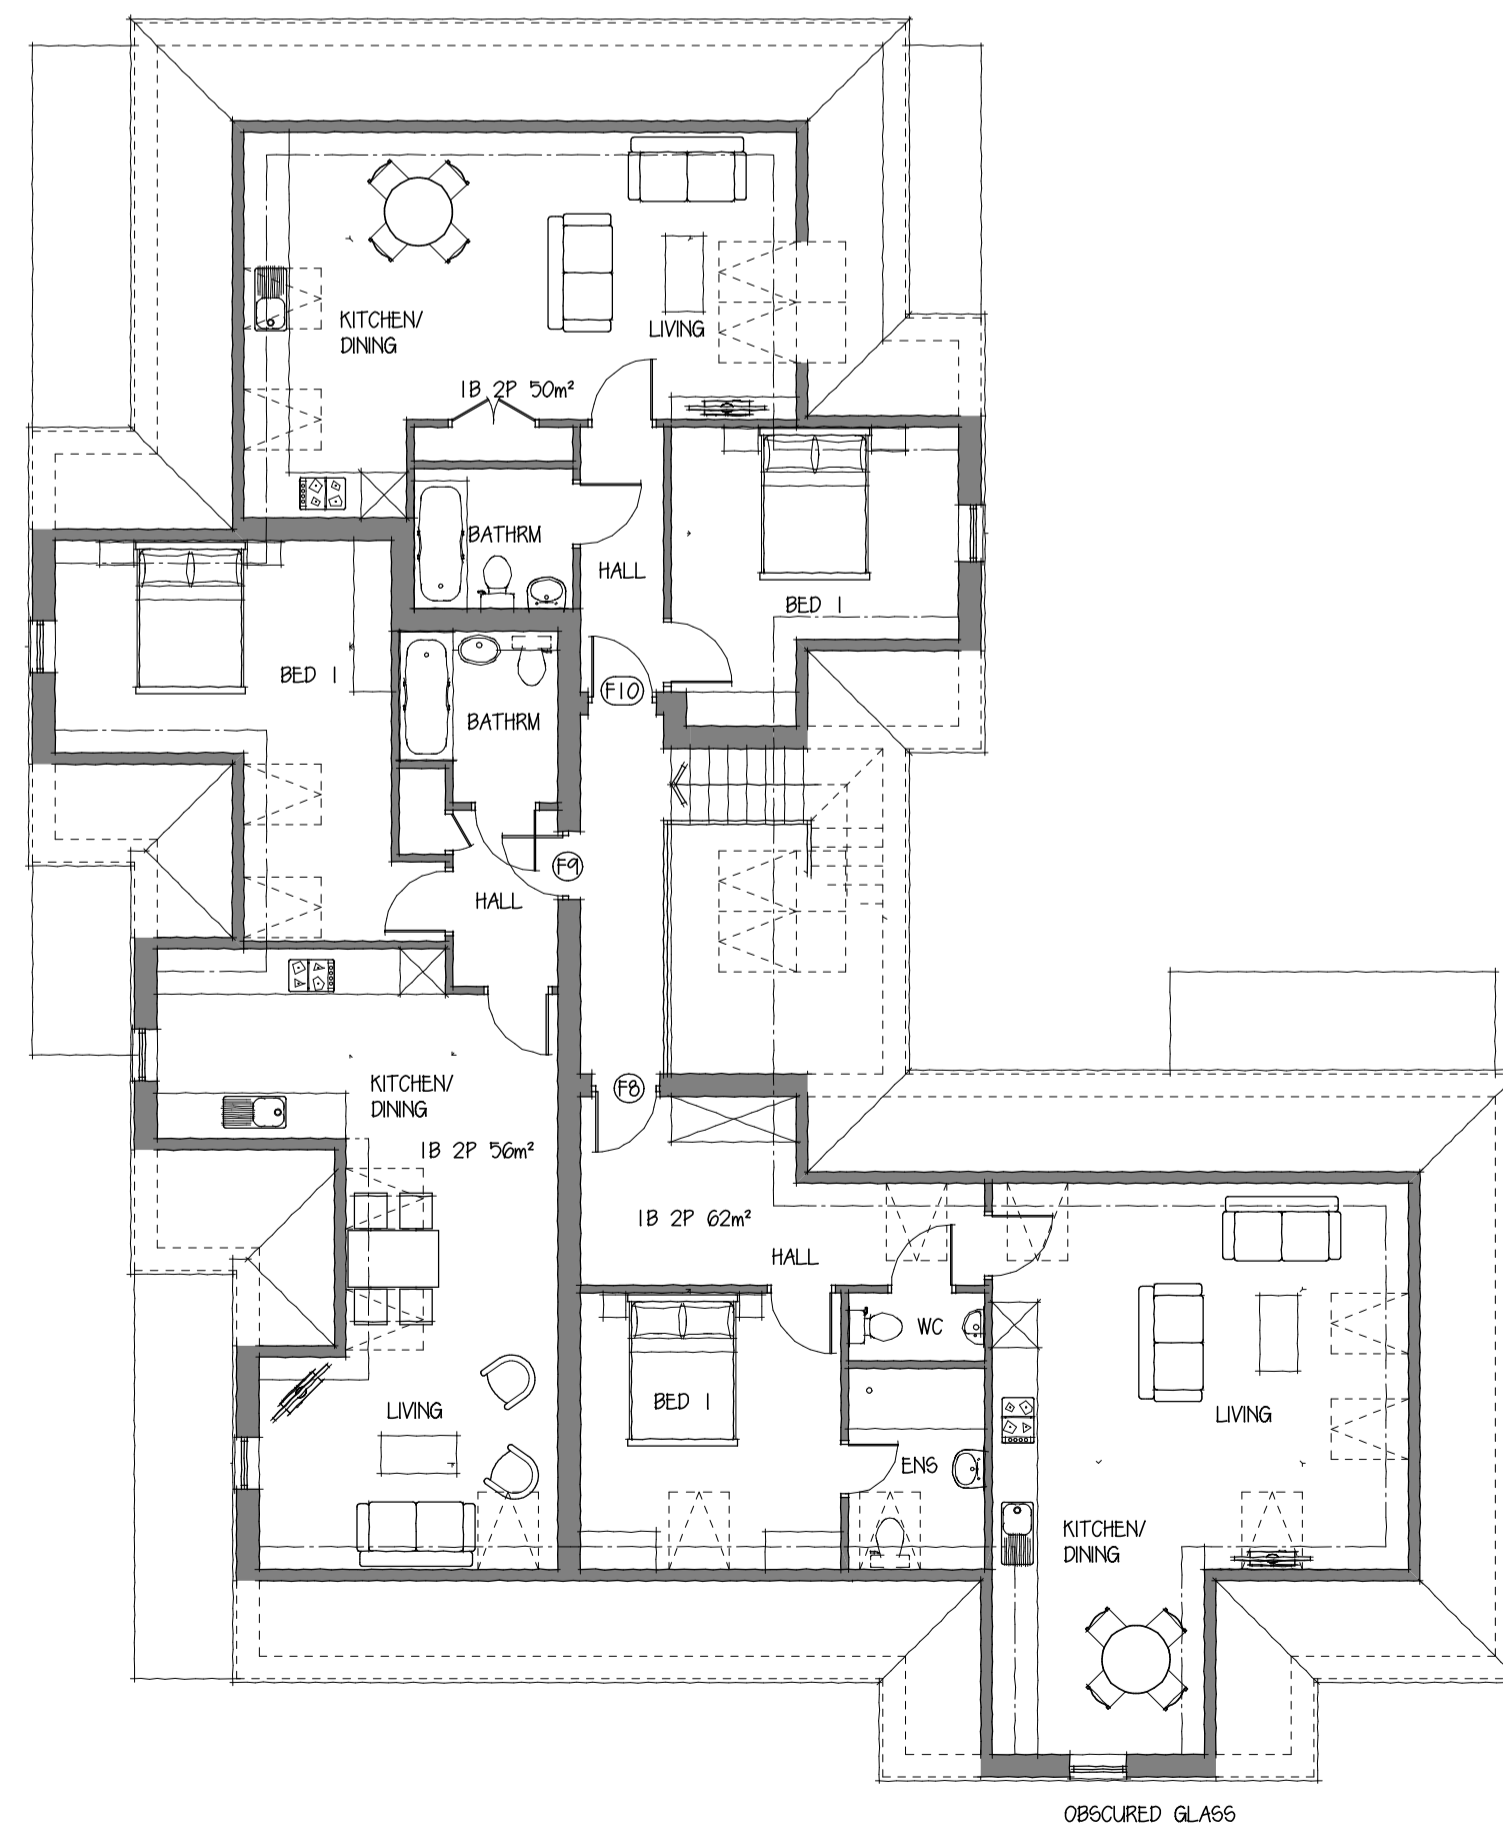 KITCHEN/
DINING
LIVING
1B 2P 50m²
BATHRM
HALL
BED 1
BED 1
F10
BATHRM
F9
HALL
KITCHEN/
DINING
F8
1B 2P 56m²
1B 2P 62m²
HALL
WC
BED 1
LIVING
LIVING
ENS
KITCHEN/
DINING
OBSCURED GLASS